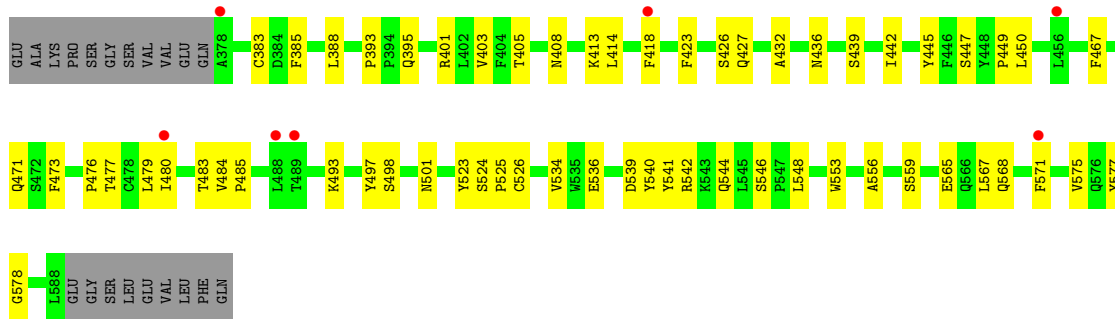 GLU ALA LYS PRO SER GLY SER VAL VAL GLU GLN A378 C383 D384 F385 L388 P393 P394 Q395 R401 L402 V403 F404 T405 N408 K413 L414 F418 F423 S426 Q427 A432 N436 S439 I442 Y445 F446 S447 Y448 P449 L450 L456 F467
Q471 S472 F473 P476 T477 C478 L479 I480 T483 V484 P485 L488 T489 K493 Y497 S498 N501 Y523 S524 P525 C526 V534 W535 E536 D539 Y540 Y541 R542 K543 Q544 L545 S546 P547 L548 W553 A556 S559 E565 Q566 L567 Q568 F571 V575 Q576 Y577
G578 L588 GLU GLY SER LEU GLU VAL LEU PHE GLN